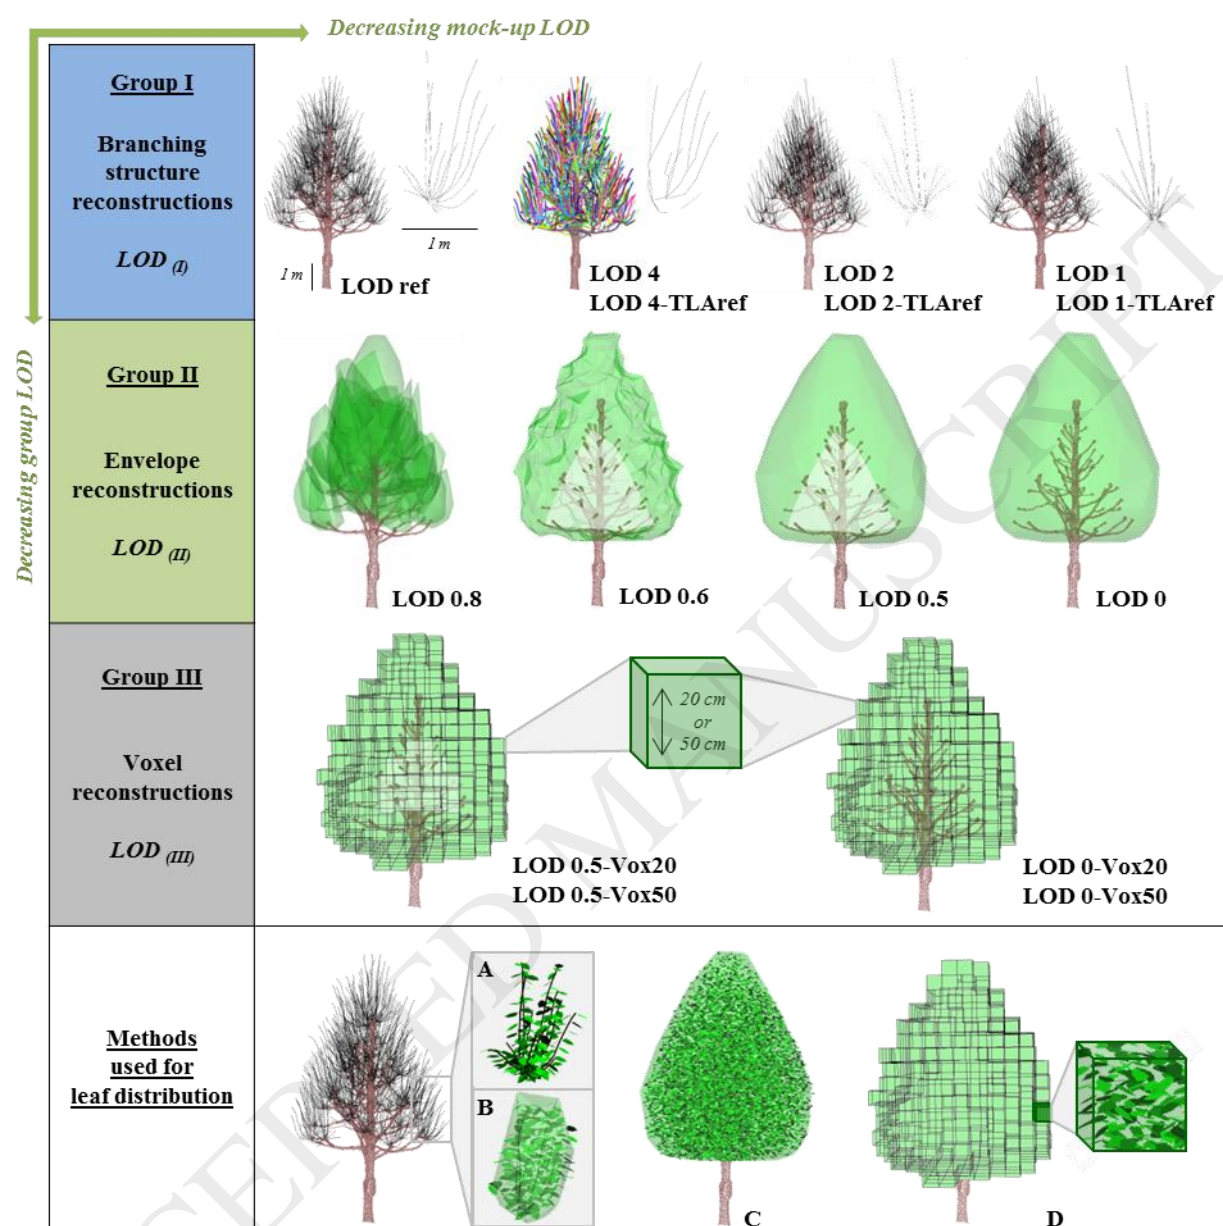 Decreasing mock-up LOD
Decreasing group LOD
Group I
Branching
structure
reconstructions
LOD (I)
1 m
1 m
LOD ref
LOD 4
LOD 4-TLAref
LOD 2
LOD 2-TLAref
LOD 1
LOD 1-TLAref
Group II
Envelope
reconstructions
LOD (II)
LOD 0.8
LOD 0.6
LOD 0.5
LOD 0
Group III
Voxel
reconstructions
LOD (III)
20 cm
or
50 cm
LOD 0.5-Vox20
LOD 0.5-Vox50
LOD 0-Vox20
LOD 0-Vox50
Methods
used for
leaf distribution
A
B
C
D
CEPTED MANUSCRIPT